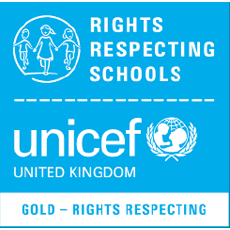 RIGHTS
RESPECTING
SCHOOLS
unicef
UNITED KINGDOM
GOLD – RIGHTS RESPECTING